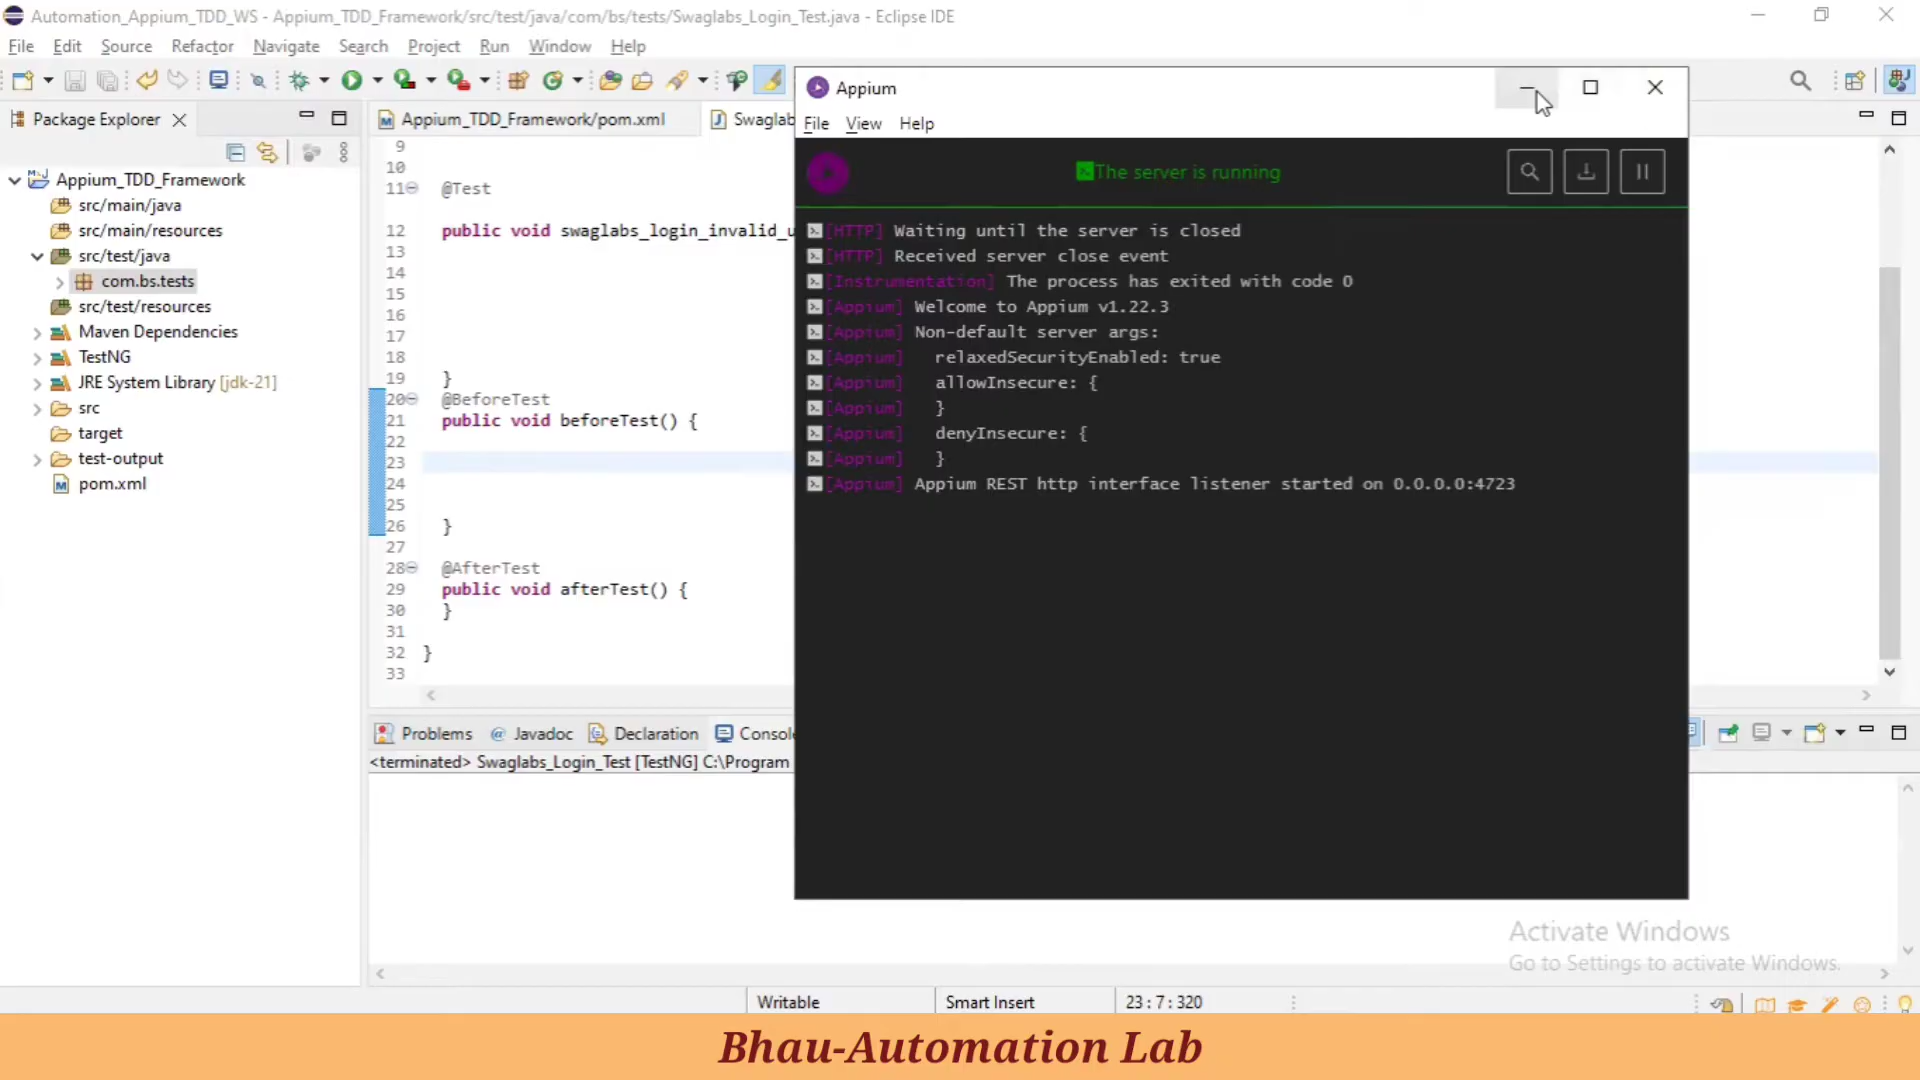 Automation_Appium_TDD_WS - Appium_TDD_Framework/src/test/java/com/bs/tests/Swaglabs_Login_Test.java - Eclipse IDE
File Edit Source Refactor Navigate Search Project Run Window Help
Package Explorer
Appium_TDD_Framework
src/main/java
src/main/resources
src/test/java
com.bs.tests
src/test/resources
Maven Dependencies
TestNG
JRE System Library [jdk-21]
src
target
test-output
pom.xml
Appium_TDD_Framework/pom.xml Swaglab
9
10
11 @Test
12 public void swaglabs_login_invalid_u
13
14
15
16
17
18
19 }
20 @BeforeTest
21 public void beforeTest() {
22
23
24
25
26 }
27
28 @AfterTest
29 public void afterTest() {
30 }
31
32 }
33
Appium
File View Help
The server is running
[HTTP] Waiting until the server is closed
[HTTP] Received server close event
[Instrumentation] The process has exited with code 0
[Appium] Welcome to Appium v1.22.3
[Appium] Non-default server args:
[Appium] relaxedSecurityEnabled: true
[Appium] allowInsecure: {
[Appium] }
[Appium] denyInsecure: {
[Appium] }
[Appium] Appium REST http interface listener started on 0.0.0.0:4723
Problems @ Javadoc Declaration Consol
<terminated> Swaglabs_Login_Test [TestNG] C:\Program
Activate Windows
Go to Settings to activate Windows.
Writable Smart Insert 23 : 7 : 320
Bhau-Automation Lab